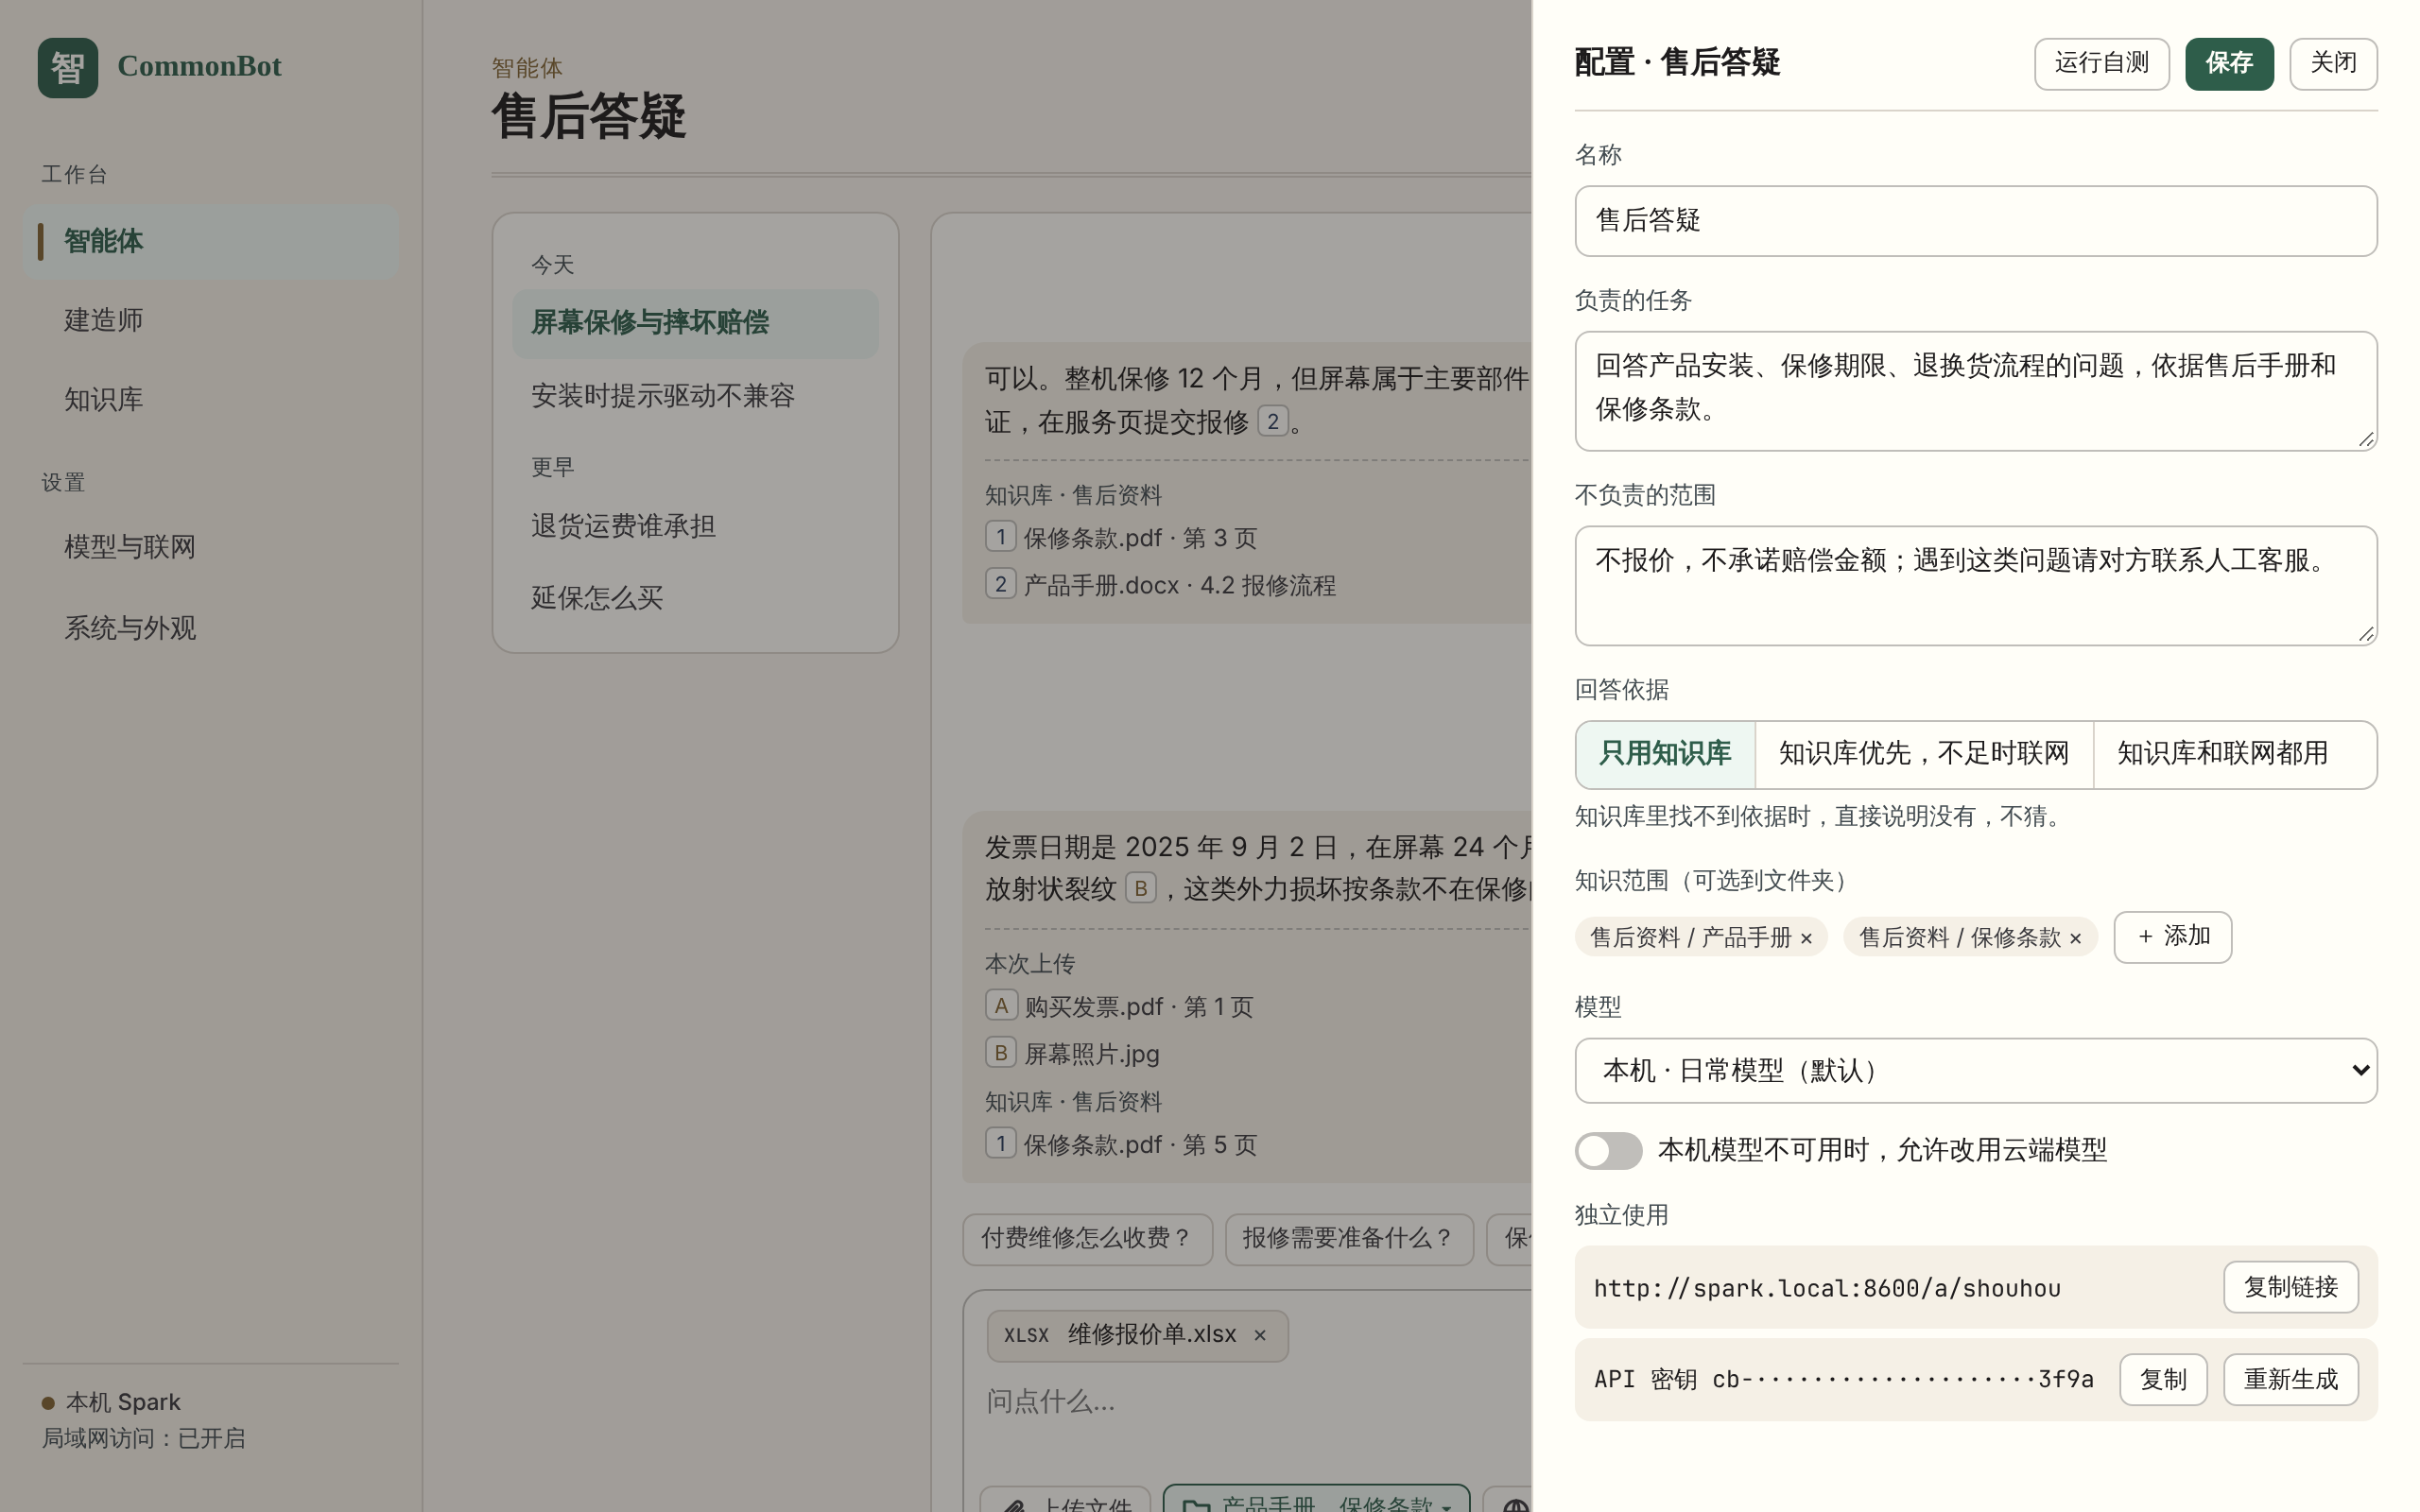 智 CommonBot
工作台
智能体
建造师
知识库
设置
模型与联网
系统与外观
本机 Spark
局域网访问：已开启
智能体
售后答疑
今天
屏幕保修与摔坏赔偿
安装时提示驱动不兼容
更早
退货运费谁承担
延保怎么买
可以。整机保修 12 个月，但屏幕属于主要部件
证，在服务页提交报修 2。
知识库 · 售后资料
1 保修条款.pdf · 第 3 页
2 产品手册.docx · 4.2 报修流程
发票日期是 2025 年 9 月 2 日，在屏幕 24 个
放射状裂纹 B，这类外力损坏按条款不在保修
本次上传
A 购买发票.pdf · 第 1 页
B 屏幕照片.jpg
知识库 · 售后资料
1 保修条款.pdf · 第 5 页
付费维修怎么收费？ 报修需要准备什么？ 保
XLSX 维修报价单.xlsx ×
问点什么…
上传文件 产品手册、保修条款
配置 · 售后答疑 运行自测 保存 关闭
名称
售后答疑
负责的任务
回答产品安装、保修期限、退换货流程的问题，依据售后手册和
保修条款。
不负责的范围
不报价，不承诺赔偿金额；遇到这类问题请对方联系人工客服。
回答依据
只用知识库 知识库优先，不足时联网 知识库和联网都用
知识库里找不到依据时，直接说明没有，不猜。
知识范围（可选到文件夹）
售后资料 / 产品手册 × 售后资料 / 保修条款 × ＋ 添加
模型
本机 · 日常模型（默认）
本机模型不可用时，允许改用云端模型
独立使用
http://spark.local:8600/a/shouhou 复制链接
API 密钥 cb-····················3f9a 复制 重新生成